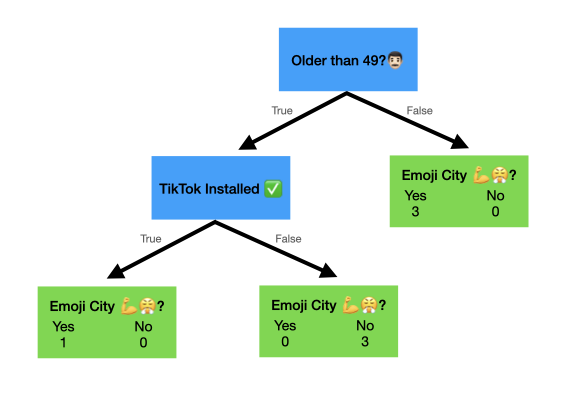 Older than 49?👨🏻
True
False
TikTok Installed ✅
Emoji City 💪😤?
Yes No
3 0
True
False
Emoji City 💪😤?
Yes No
1 0
Emoji City 💪😤?
Yes No
0 3